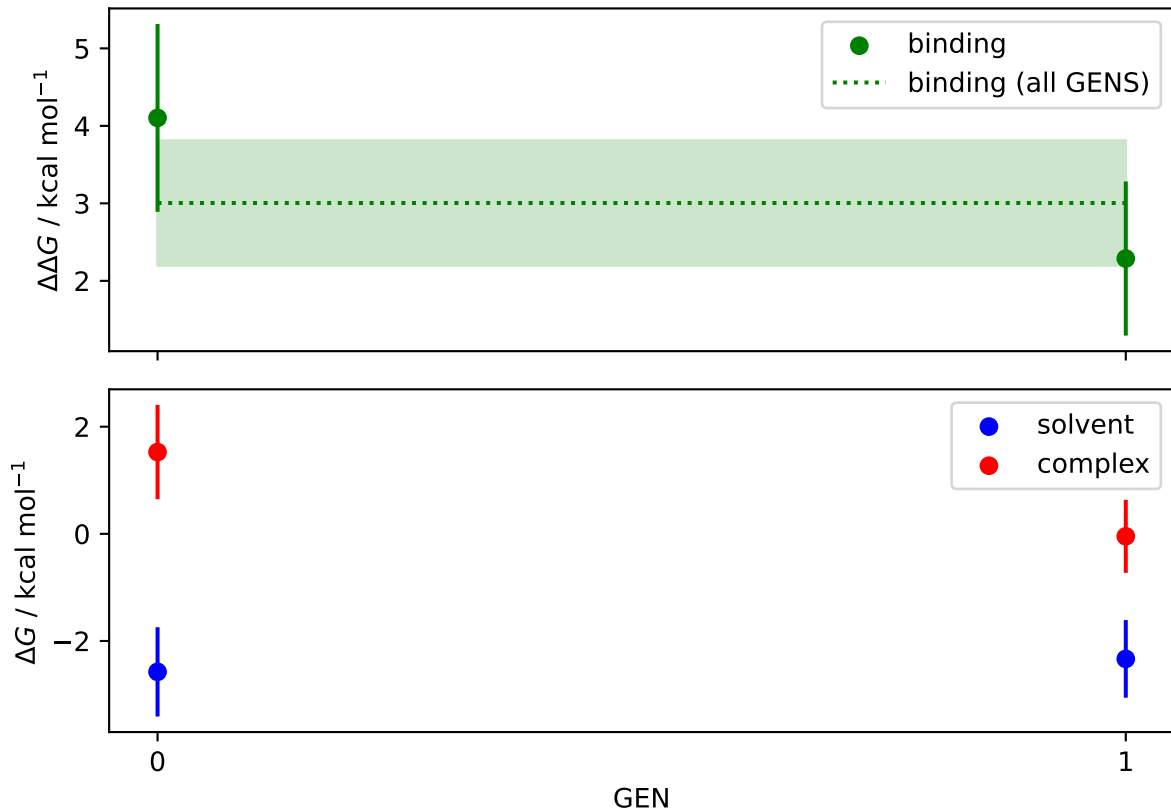 5
4
3
2
ΔΔG / kcal mol⁻¹
binding
binding (all GENS)
2
0
−2
ΔG / kcal mol⁻¹
solvent
complex
0
1
GEN